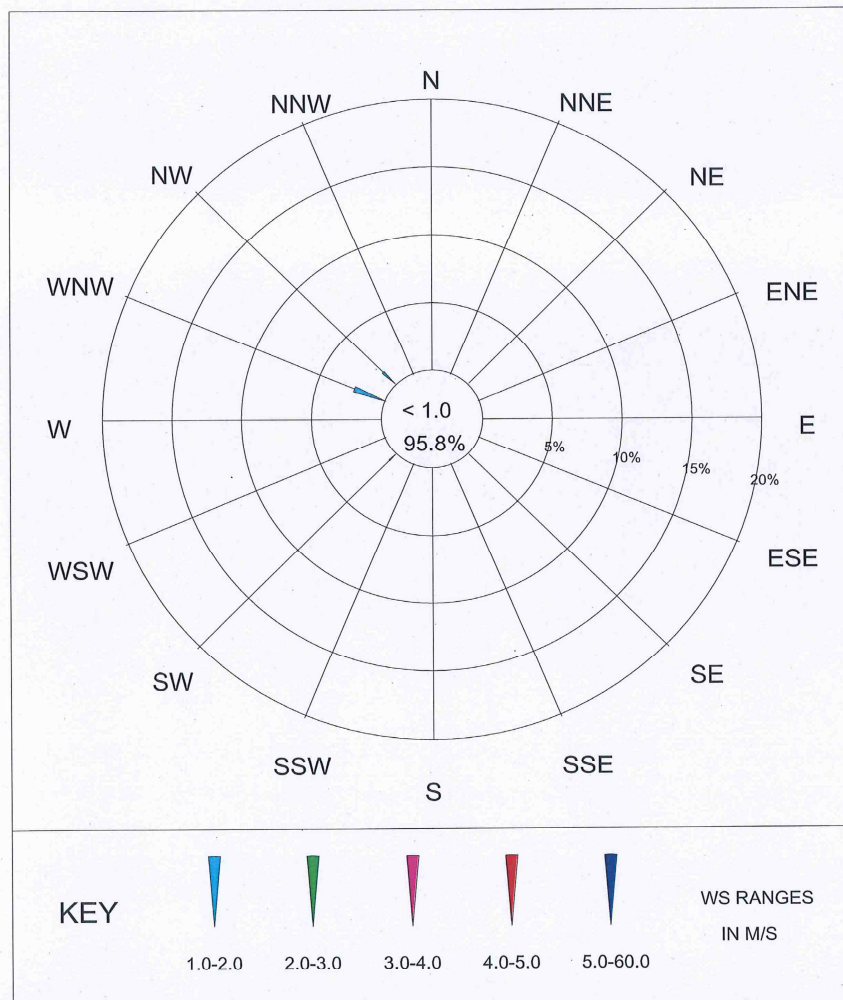 N
NNW
NNE
NW
NE
WNW
ENE
< 1.0
95.8%
W
E
5%
10%
15%
20%
WSW
ESE
SW
SE
SSW
SSE
S
KEY
1.0-2.0
2.0-3.0
3.0-4.0
4.0-5.0
5.0-60.0
WS RANGES
IN M/S